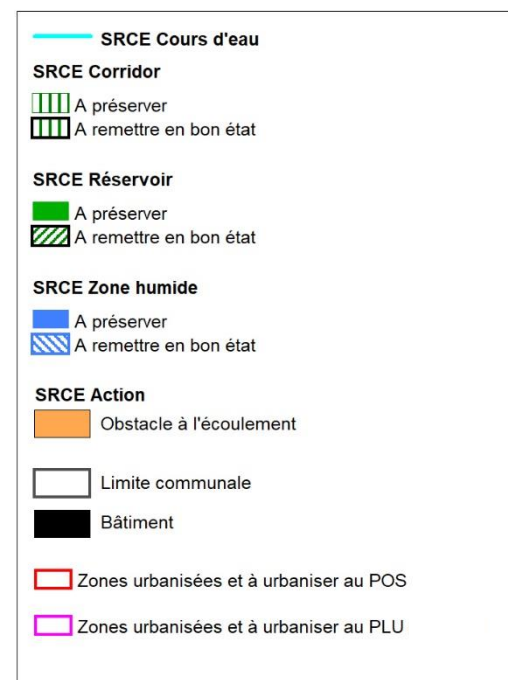 SRCE Cours d'eau
SRCE Corridor
A préserver
A remettre en bon état
SRCE Réservoir
A préserver
A remettre en bon état
SRCE Zone humide
A préserver
A remettre en bon état
SRCE Action
Obstacle à l'écoulement
Limite communale
Bâtiment
Zones urbanisées et à urbaniser au POS
Zones urbanisées et à urbaniser au PLU